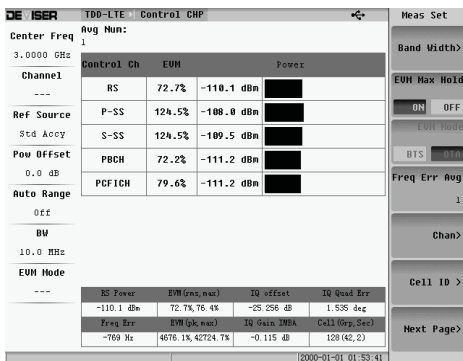 DEVISER TDD-LTE Control CHP Meas Set
Center Freq
3.0000 GHz
Channel
---
Ref Source
Std Accy
Pow Offset
0.0 dB
Auto Range
Off
BW
10.0 MHz
EVM Mode
---
Avg Num:
1
Control Ch EVM Power
RS 72.7% -110.1 dBm
P-SS 124.5% -108.0 dBm
S-SS 124.5% -109.5 dBm
PBCH 72.2% -111.2 dBm
PCFICH 79.6% -111.2 dBm
RS Power EVM(rms,max) IQ offset IQ Quad Err
-110.1 dBm 72.7%,76.4% -25.256 dB 1.535 deg
Freq Err EVM(pk,max) IQ Gain IMBA Cell(Grp,Sec)
-769 Hz 4676.1%,42724.7% -0.115 dB 128(42,2)
2000-01-01 01:53:41
Band Width>
EVM Max Hold
ON OFF
EVM Mode
BTS OTA
Freq Err Avg
1
Chan>
Cell ID >
Next Page>